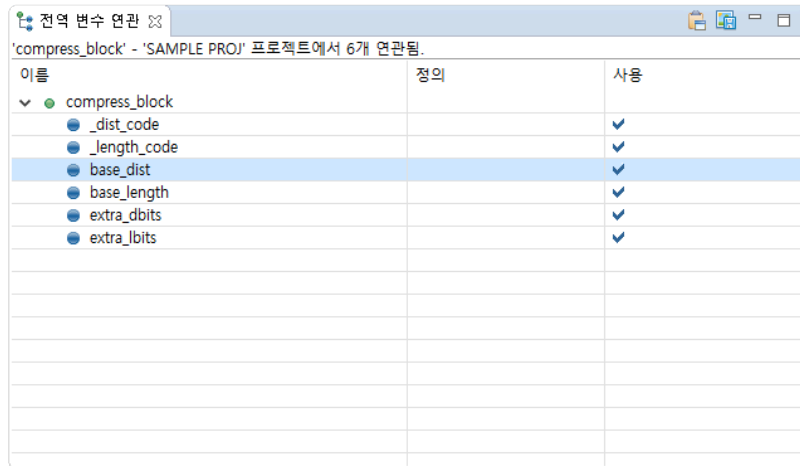 전역 변수 연관
'compress_block' - 'SAMPLE PROJ' 프로젝트에서 6개 연관됨.
이름 정의 사용
compress_block
_dist_code
_length_code
base_dist
base_length
extra_dbits
extra_lbits